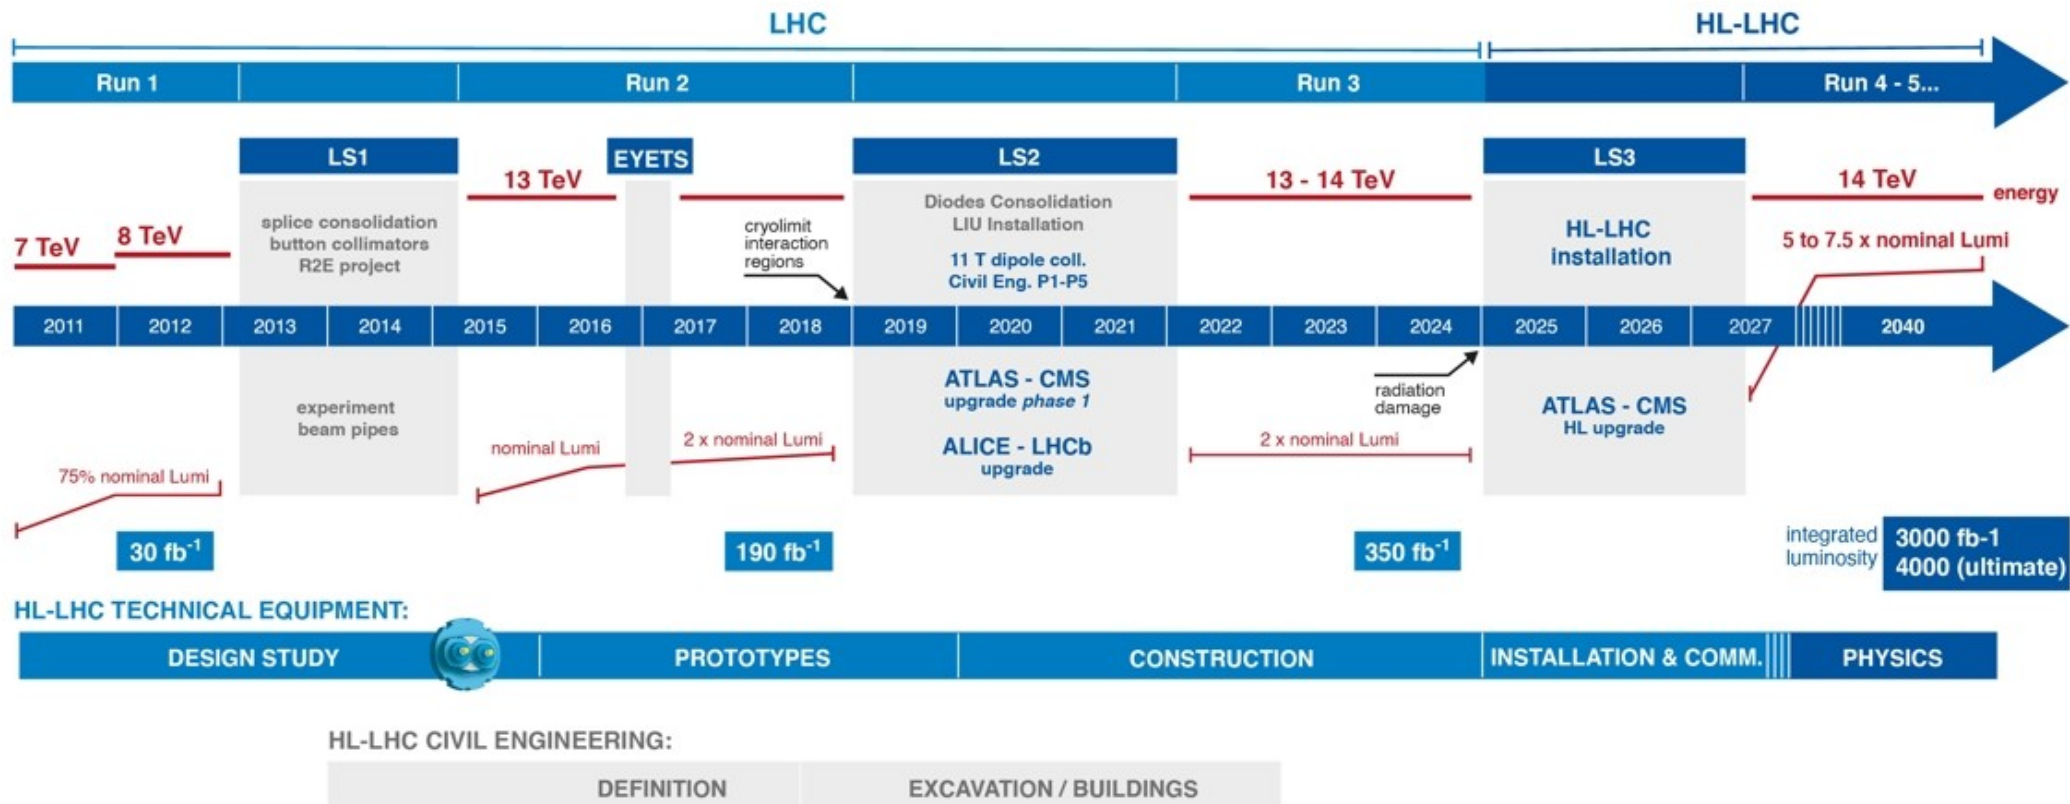 LHC
HL-LHC
Run 1
Run 2
Run 3
Run 4 - 5...
LS1
EYETS
LS2
LS3
13 TeV
13 - 14 TeV
14 TeV
energy
7 TeV
8 TeV
splice consolidation
button collimators
R2E project
cryolimit
interaction
regions
Diodes Consolidation
LIU Installation
11 T dipole coll.
Civil Eng. P1-P5
HL-LHC
installation
5 to 7.5 x nominal Lumi
2011
2012
2013
2014
2015
2016
2017
2018
2019
2020
2021
2022
2023
2024
2025
2026
2027
2040
experiment
beam pipes
ATLAS - CMS
upgrade phase 1
ALICE - LHCb
upgrade
radiation
damage
ATLAS - CMS
HL upgrade
75% nominal Lumi
nominal Lumi
2 x nominal Lumi
2 x nominal Lumi
30 fb⁻¹
190 fb⁻¹
350 fb⁻¹
integrated
luminosity
3000 fb-1
4000 (ultimate)
HL-LHC TECHNICAL EQUIPMENT:
DESIGN STUDY
PROTOTYPES
CONSTRUCTION
INSTALLATION & COMM.
PHYSICS
HL-LHC CIVIL ENGINEERING:
DEFINITION
EXCAVATION / BUILDINGS